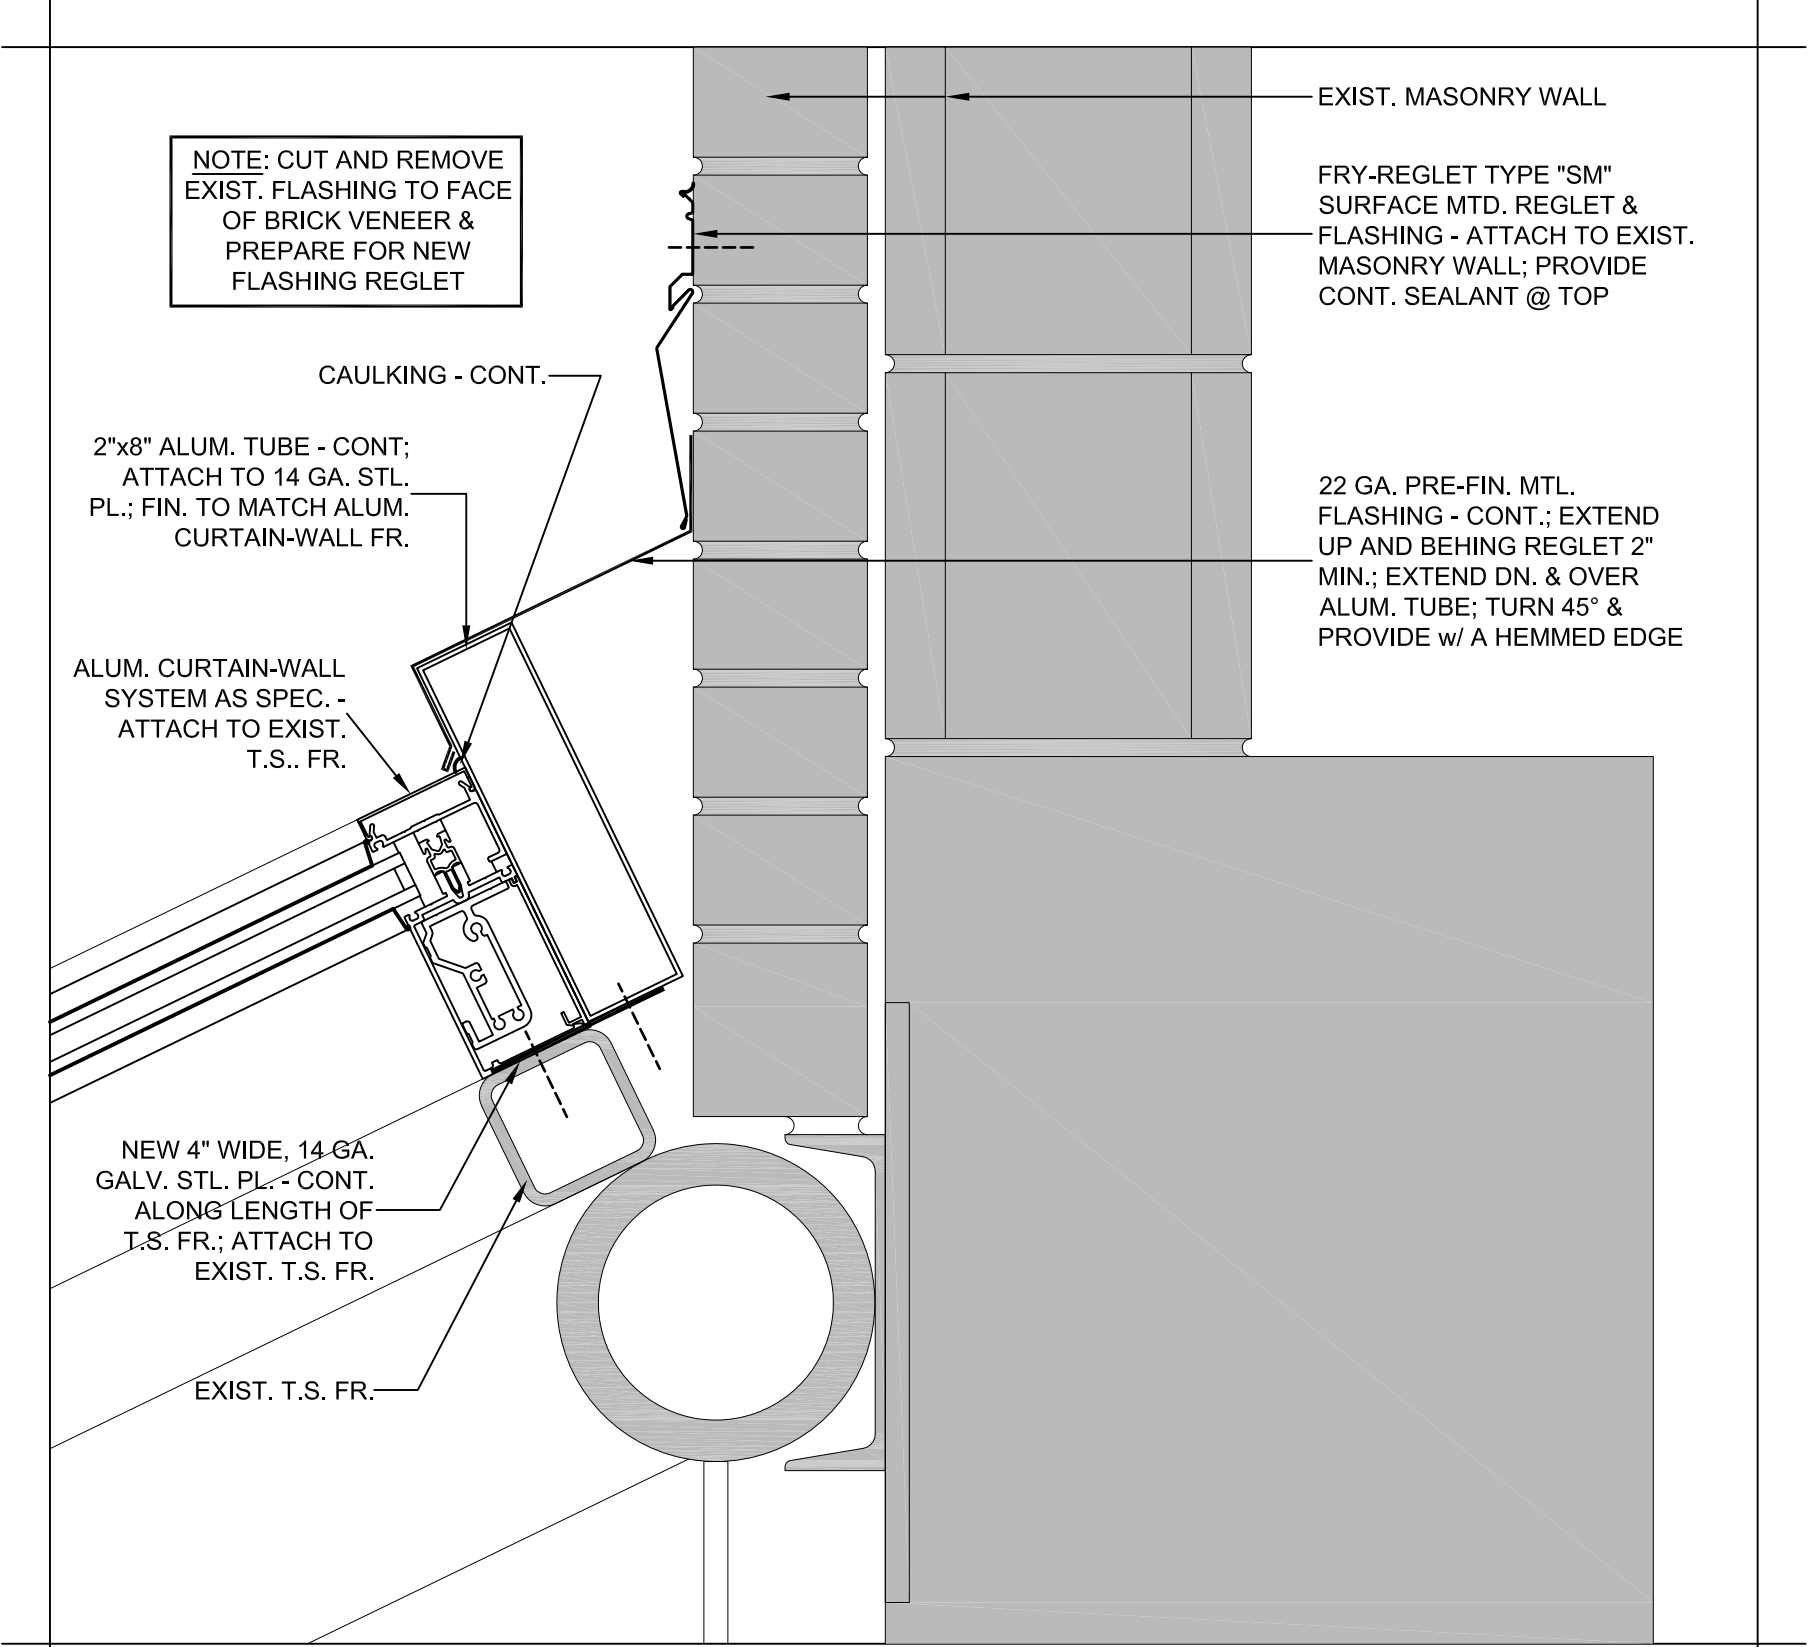 NOTE: CUT AND REMOVE
EXIST. FLASHING TO FACE
OF BRICK VENEER &
PREPARE FOR NEW
FLASHING REGLET
CAULKING - CONT.
2"x8" ALUM. TUBE - CONT;
ATTACH TO 14 GA. STL.
PL.; FIN. TO MATCH ALUM.
CURTAIN-WALL FR.
ALUM. CURTAIN-WALL
SYSTEM AS SPEC. -
ATTACH TO EXIST.
T.S.. FR.
NEW 4" WIDE, 14 GA.
GALV. STL. PL. - CONT.
ALONG LENGTH OF
T.S. FR.; ATTACH TO
EXIST. T.S. FR.
EXIST. T.S. FR.
EXIST. MASONRY WALL
FRY-REGLET TYPE "SM"
SURFACE MTD. REGLET &
FLASHING - ATTACH TO EXIST.
MASONRY WALL; PROVIDE
CONT. SEALANT @ TOP
22 GA. PRE-FIN. MTL.
FLASHING - CONT.; EXTEND
UP AND BEHING REGLET 2"
MIN.; EXTEND DN. & OVER
ALUM. TUBE; TURN 45° &
PROVIDE w/ A HEMMED EDGE